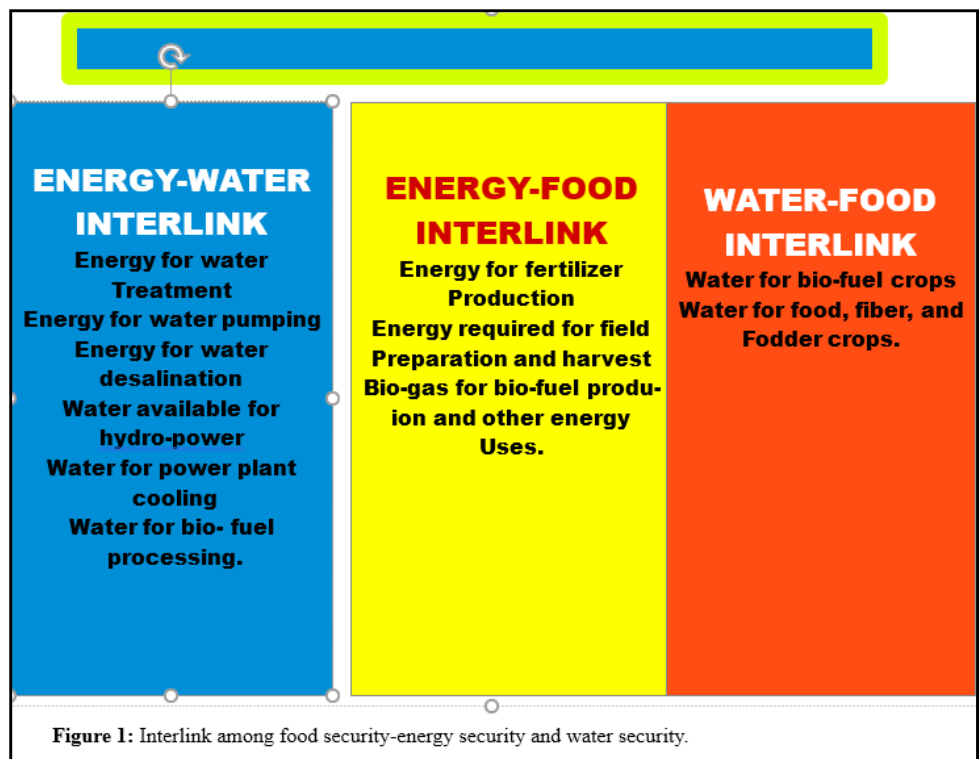 ENERGY-WATER
INTERLINK
Energy for water
Treatment
Energy for water pumping
Energy for water
desalination
Water available for
hydro-power
Water for power plant
cooling
Water for bio- fuel
processing.
ENERGY-FOOD
INTERLINK
Energy for fertilizer
Production
Energy required for field
Preparation and harvest
Bio-gas for bio-fuel produ-
ion and other energy
Uses.
WATER-FOOD
INTERLINK
Water for bio-fuel crops
Water for food, fiber, and
Fodder crops.
Figure 1: Interlink among food security-energy security and water security.